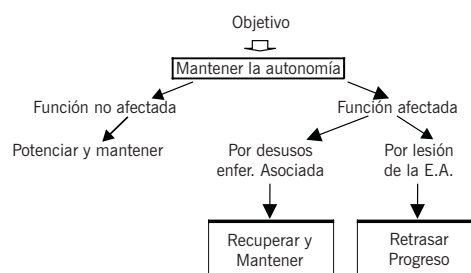 Objetivo
Mantener la autonomía
Función no afectada
Función afectada
Potenciar y mantener
Por desusos
enfer. Asociada
Por lesión
de la E.A.
Recuperar y
Mantener
Retrasar
Progreso